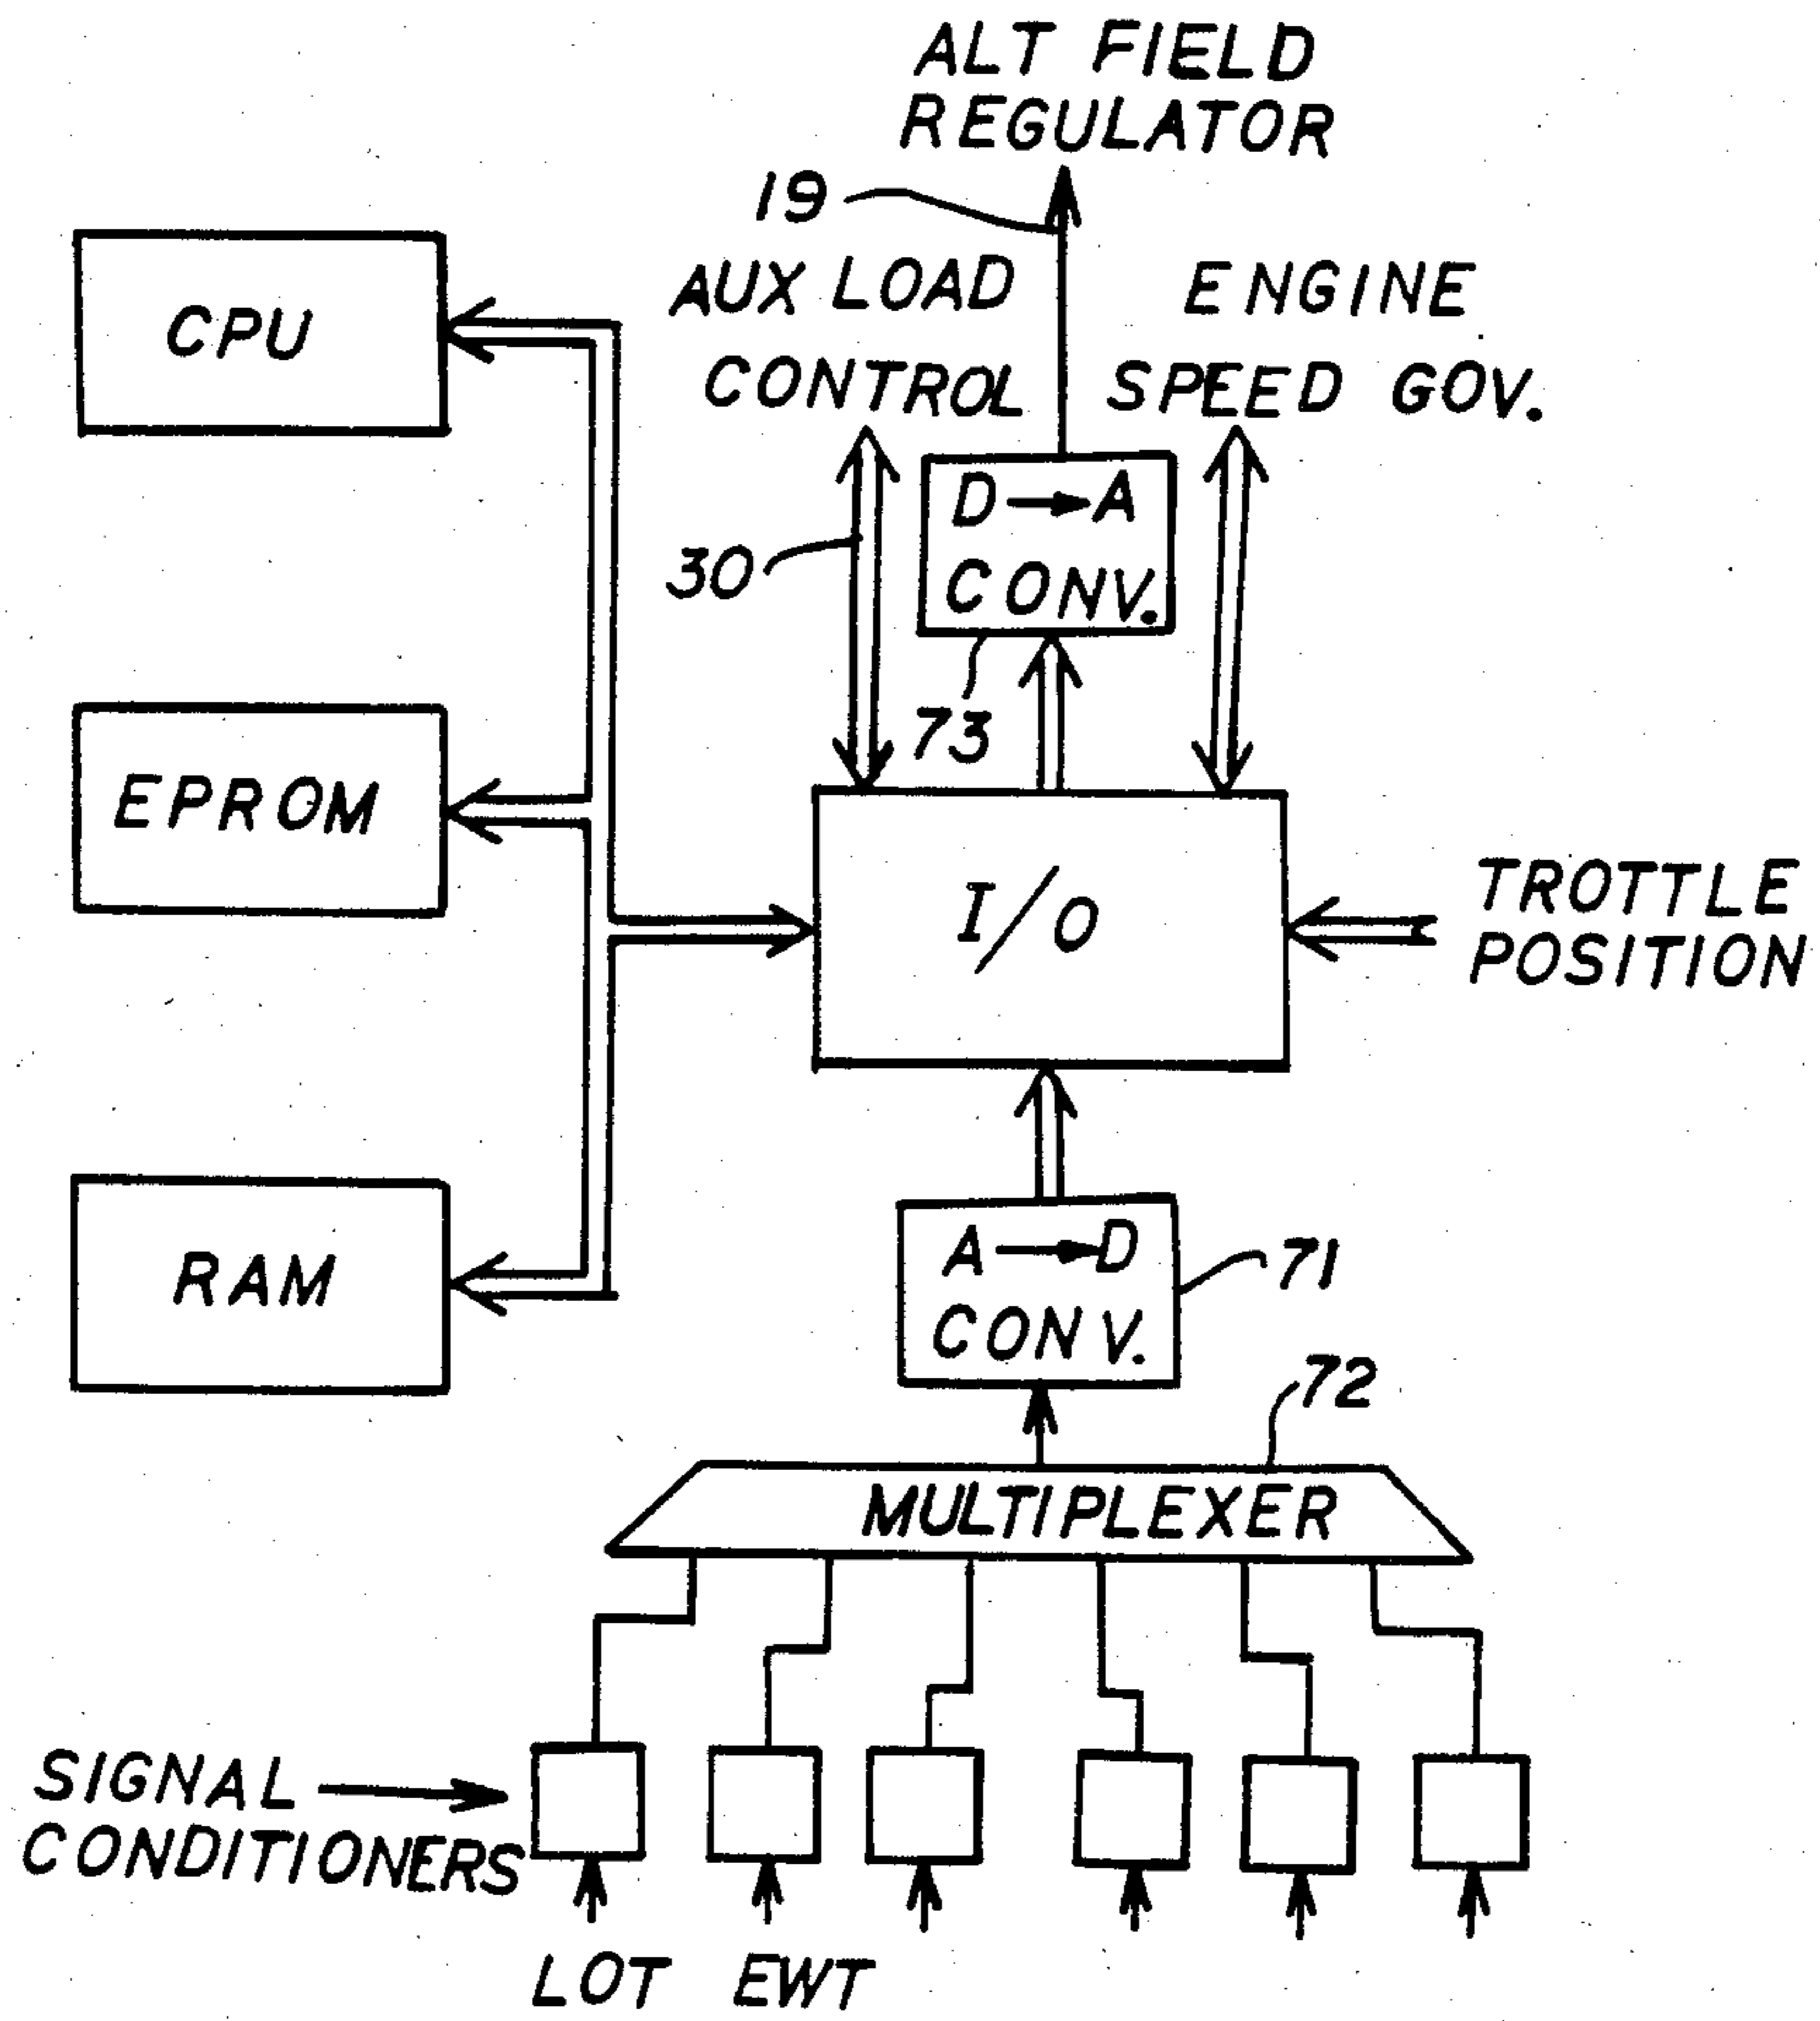 ALT FIELD
REGULATOR
19
AUX LOAD
CONTROL
ENGINE
SPEED GOV.
CPU
D→A
CONV.
30
73
EPROM
I/O
TROTTLE
POSITION
RAM
A→D
CONV.
71
72
MULTIPLEXER
SIGNAL
CONDITIONERS
LOT EWT